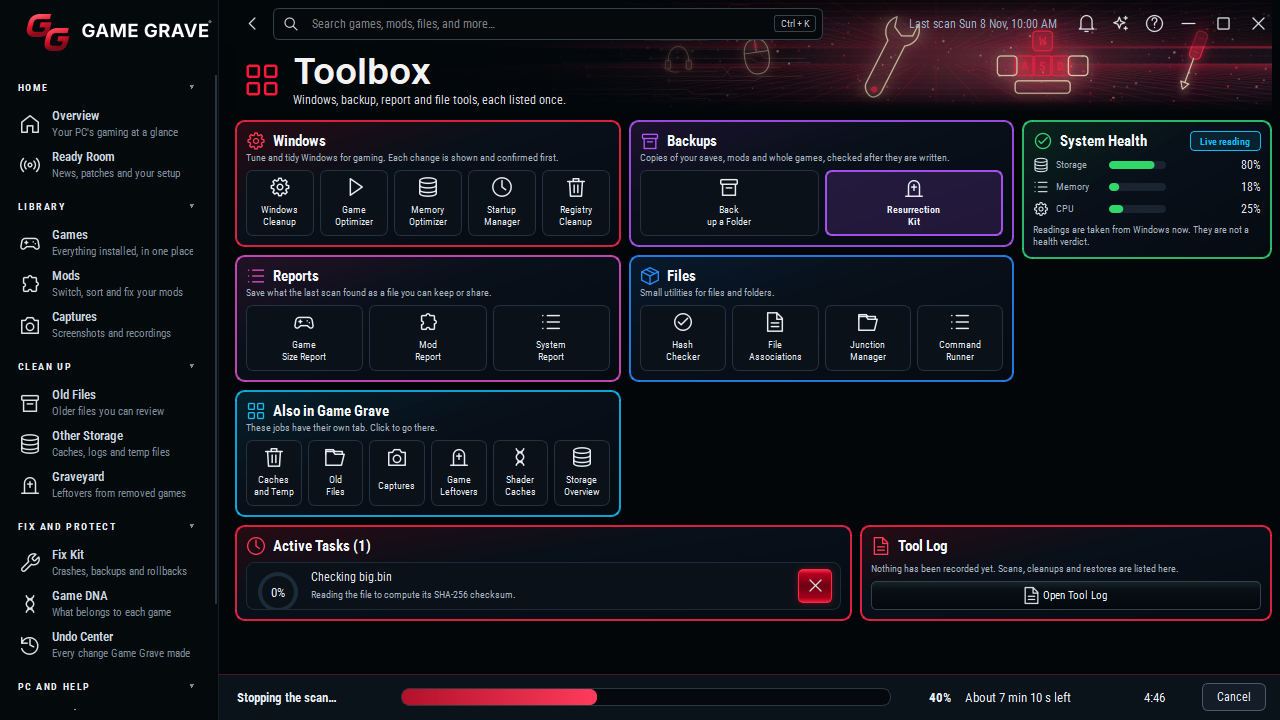 GAME GRAVE
Search games, mods, files, and more...
Ctrl + K
Last scan Sun 8 Nov, 10:00 AM
Toolbox
Windows, backup, report and file tools, each listed once.
HOME
Overview
Your PC's gaming at a glance
Ready Room
News, patches and your setup
LIBRARY
Games
Everything installed, in one place
Mods
Switch, sort and fix your mods
Captures
Screenshots and recordings
CLEAN UP
Old Files
Older files you can review
Other Storage
Caches, logs and temp files
Graveyard
Leftovers from removed games
FIX AND PROTECT
Fix Kit
Crashes, backups and rollbacks
Game DNA
What belongs to each game
Undo Center
Every change Game Grave made
PC AND HELP
Windows
Tune and tidy Windows for gaming. Each change is shown and confirmed first.
Windows
Cleanup
Game
Optimizer
Memory
Optimizer
Startup
Manager
Registry
Cleanup
Backups
Copies of your saves, mods and whole games, checked after they are written.
Back
up a Folder
Resurrection
Kit
System Health
Live reading
Storage 80%
Memory 18%
CPU 25%
Readings are taken from Windows now. They are not a
health verdict.
Reports
Save what the last scan found as a file you can keep or share.
Game
Size Report
Mod
Report
System
Report
Files
Small utilities for files and folders.
Hash
Checker
File
Associations
Junction
Manager
Command
Runner
Also in Game Grave
These jobs have their own tab. Click to go there.
Caches
and Temp
Old
Files
Captures
Game
Leftovers
Shader
Caches
Storage
Overview
Active Tasks (1)
0%
Checking big.bin
Reading the file to compute its SHA-256 checksum.
Tool Log
Nothing has been recorded yet. Scans, cleanups and restores are listed here.
Open Tool Log
Stopping the scan...
40%
About 7 min 10 s left
4:46
Cancel